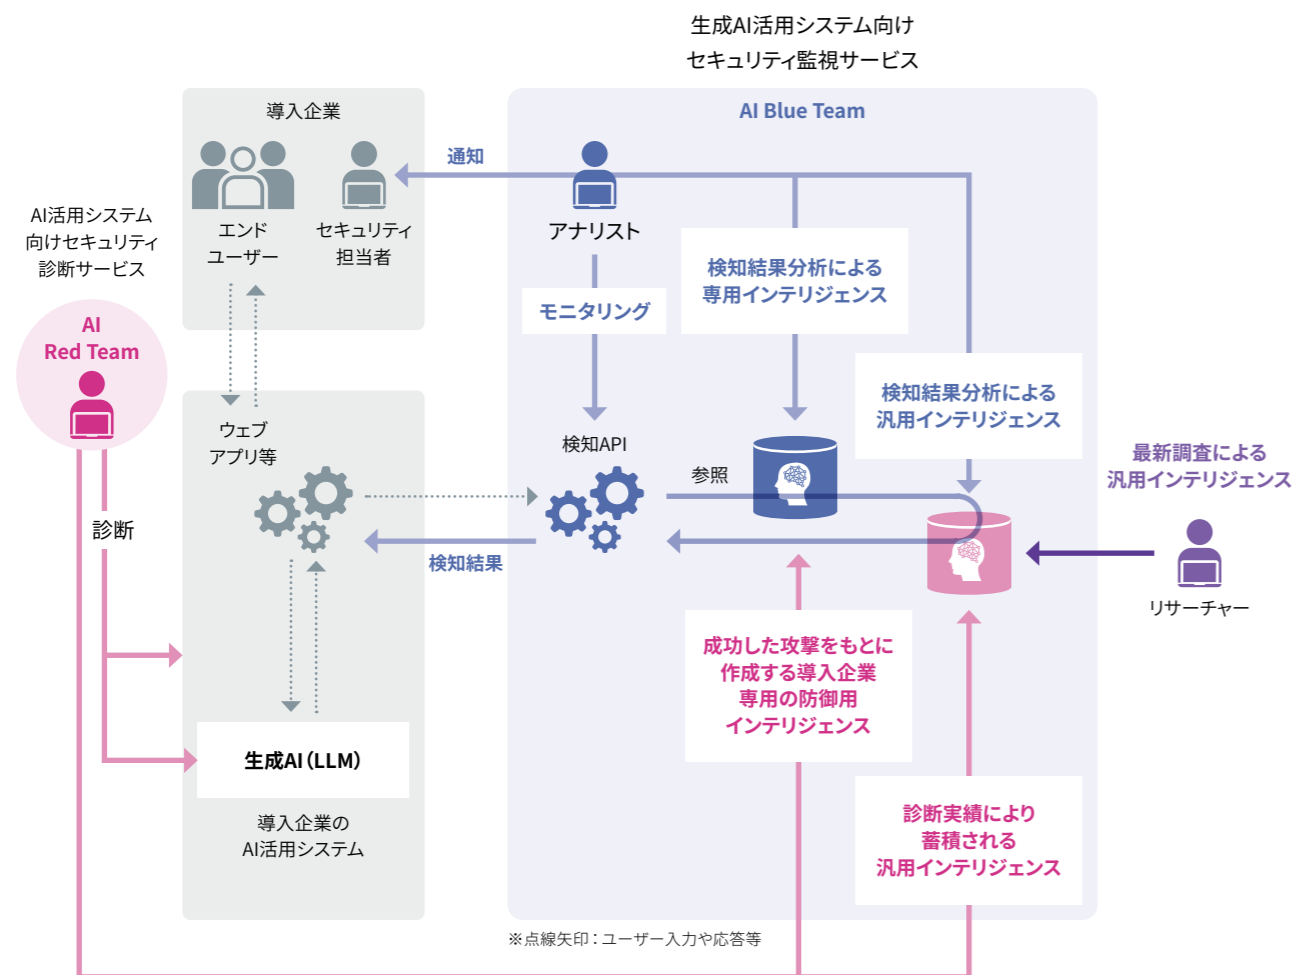 生成AI活用システム向け
セキュリティ監視サービス
導入企業
AI Blue Team
通知
エンド
ユーザー
セキュリティ
担当者
アナリスト
AI活用システム
向けセキュリティ
診断サービス
AI
Red Team
検知結果分析による
専用インテリジェンス
モニタリング
検知結果分析による
汎用インテリジェンス
ウェブ
アプリ等
検知API
参照
最新調査による
汎用インテリジェンス
診断
検知結果
リサーチャー
成功した攻撃をもとに
作成する導入企業
専用の防御用
インテリジェンス
生成AI（LLM）
導入企業の
AI活用システム
診断実績により
蓄積される
汎用インテリジェンス
※点線矢印：ユーザー入力や応答等